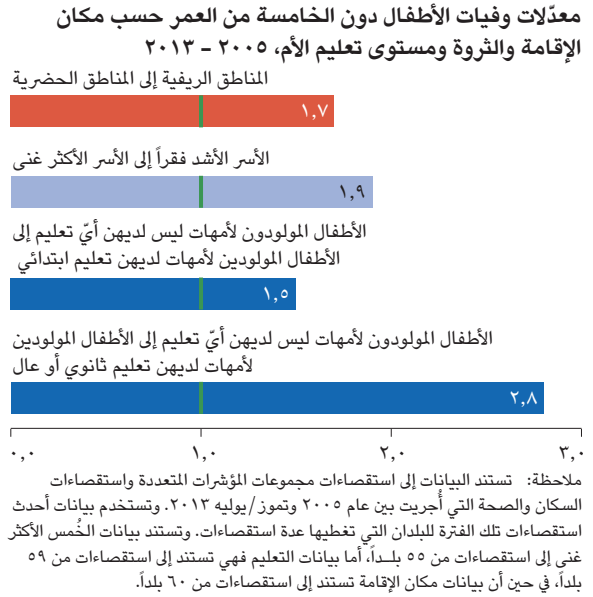 معدّلات وفيات الأطفال دون الخامسة من العمر حسب مكان
الإقامة والثروة ومستوى تعليم الأم، ٢٠٠٥ – ٢٠١٣
المناطق الريفية إلى المناطق الحضرية
١,٧
الأسر الأشد فقراً إلى الأسر الأكثر غنى
١,٩
الأطفال المولودون لأمهات ليس لديهن أيّ تعليم إلى
الأطفال المولودين لأمهات لديهن تعليم ابتدائي
١,٥
الأطفال المولودون لأمهات ليس لديهن أيّ تعليم إلى الأطفال المولودين
لأمهات لديهن تعليم ثانوي أو عال
٢,٨
٠,٠ ١,٠ ٢,٠ ٣,٠
ملاحظة: تستند البيانات إلى استقصاءات مجموعات المؤشرات المتعددة واستقصاءات
السكان والصحة التي أُجريت بين عام ٢٠٠٥ وتموز/يوليه ٢٠١٣. وتستخدم بيانات أحدث
استقصاءات تلك الفترة للبلدان التي تغطيها عدة استقصاءات. وتستند بيانات الخُمس الأكثر
غنى إلى استقصاءات من ٥٥ بلــداً، أما بيانات التعليم فهي تستند إلى استقصاءات من ٥٩
بلداً، في حين أن بيانات مكان الإقامة تستند إلى استقصاءات من ٦٠ بلداً.